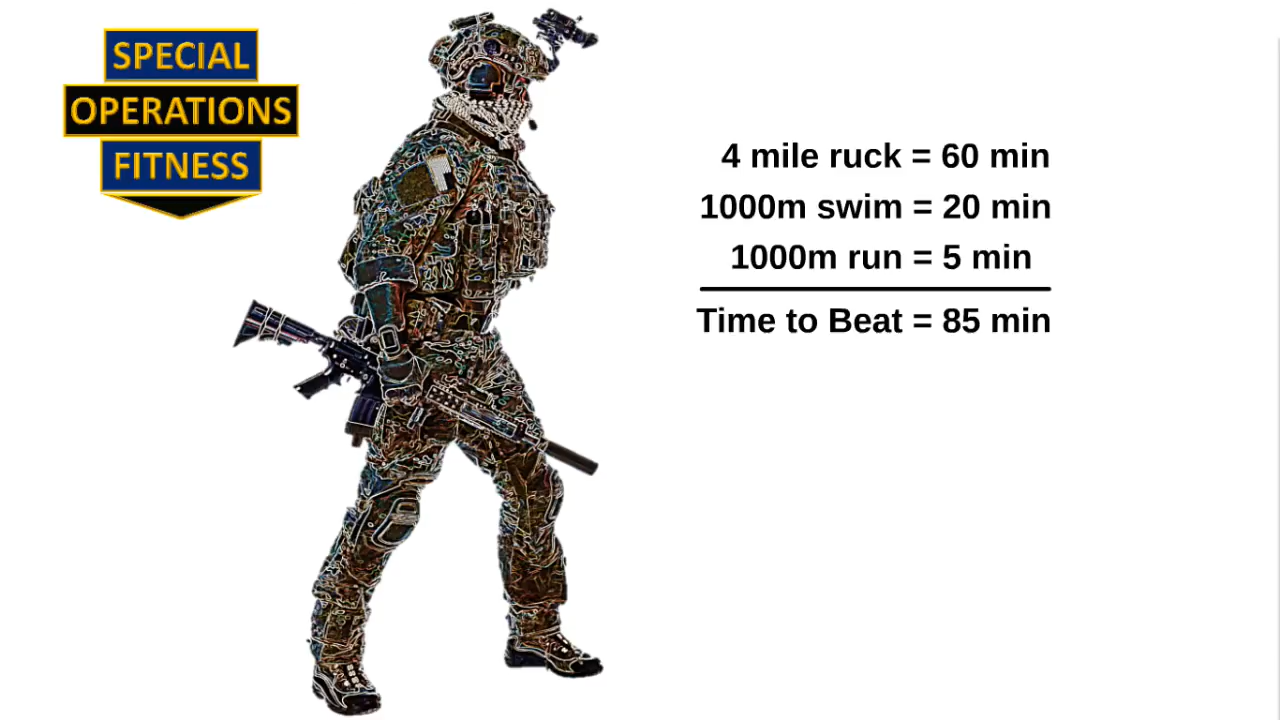 SPECIAL
OPERATIONS
FITNESS
4 mile ruck = 60 min
1000m swim = 20 min
1000m run = 5 min
Time to Beat = 85 min